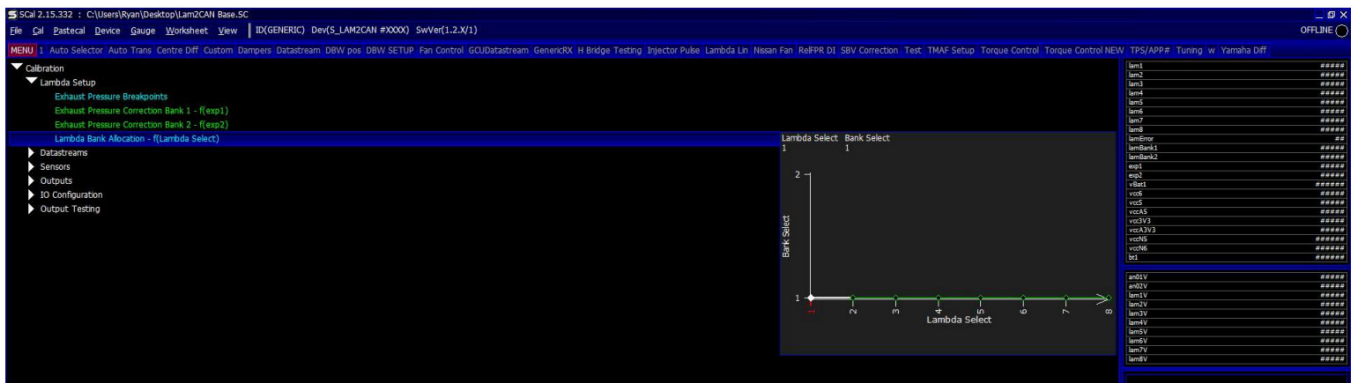 SCal 2.15.332 : C:\Users\Ryan\Desktop\Lam2CAN Base.SC
File Cal Pastecal Device Gauge Worksheet View ID(GENERIC) Dev(S_LAM2CAN #XXXX) SwVer(1.2.X/1) OFFLINE
MENU 1 Auto Selector Auto Trans Centre Diff Custom Dampers Datastream DBW pos DBW SETUP Fan Control GCUDatastream GenericRX H Bridge Testing Injector Pulse Lambda Lin Nissan Fan RelFPR DI SBV Correction Test TMAF Setup Torque Control Torque Control NEW TPS/APP# Tuning w Yamaha Diff
Calibration
Lambda Setup
Exhaust Pressure Breakpoints
Exhaust Pressure Correction Bank 1 - f(exp1)
Exhaust Pressure Correction Bank 2 - f(exp2)
Lambda Bank Allocation - f(Lambda Select)
Datastreams
Sensors
Outputs
IO Configuration
Output Testing
Lambda Select Bank Select
1 1
2
Bank Select
1
1 2 3 4 5 6 7 8
Lambda Select
lam1 #####
lam2 #####
lam3 #####
lam4 #####
lam5 #####
lam6 #####
lam7 #####
lam8 #####
lamError ##
lamBank1 #####
lamBank2 #####
exp1 #####
exp2 #####
vBat1 ######
vcc6 #####
vcc5 #####
vccA5 #####
vcc3V3 #####
vccA3V3 #####
vccN5 ######
vccN6 ######
bt1 #####
an01V #####
an02V #####
lam1V #####
lam2V #####
lam3V #####
lam4V #####
lam5V #####
lam6V #####
lam7V #####
lam8V #####